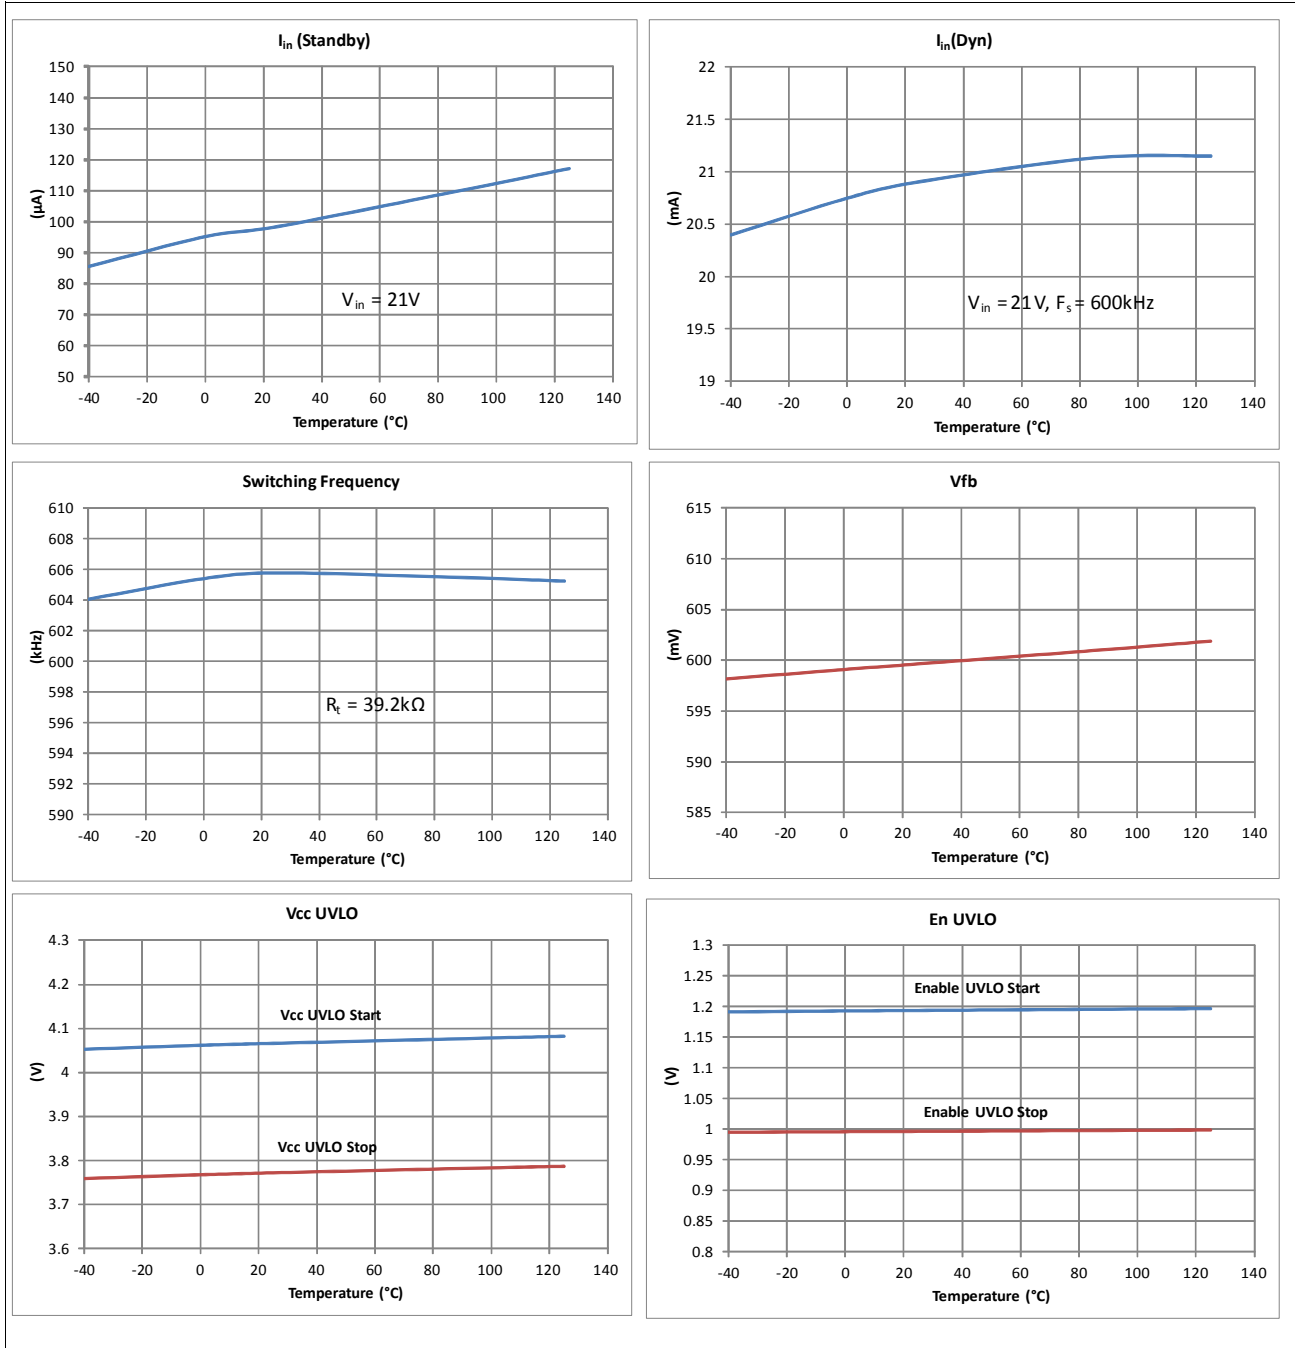 I_in (Standby)
150
140
130
120
110
100
90
80
70
60
50
(µA)
V_in = 21V
-40 -20 0 20 40 60 80 100 120 140
Temperature (°C)
I_in(Dyn)
22
21.5
21
20.5
20
19.5
19
(mA)
V_in = 21V, F_s = 600kHz
-40 -20 0 20 40 60 80 100 120 140
Temperature (°C)
Switching Frequency
610
608
606
604
602
600
598
596
594
592
590
(kHz)
R_t = 39.2kΩ
-40 -20 0 20 40 60 80 100 120 140
Temperature (°C)
Vfb
615
610
605
600
595
590
585
(mV)
-40 -20 0 20 40 60 80 100 120 140
Temperature (°C)
Vcc UVLO
4.3
4.2
4.1
4
3.9
3.8
3.7
3.6
(V)
Vcc UVLO Start
Vcc UVLO Stop
-40 -20 0 20 40 60 80 100 120 140
Temperature (°C)
En UVLO
1.3
1.25
1.2
1.15
1.1
1.05
1
0.95
0.9
0.85
0.8
(V)
Enable UVLO Start
Enable UVLO Stop
-40 -20 0 20 40 60 80 100 120 140
Temperature (°C)